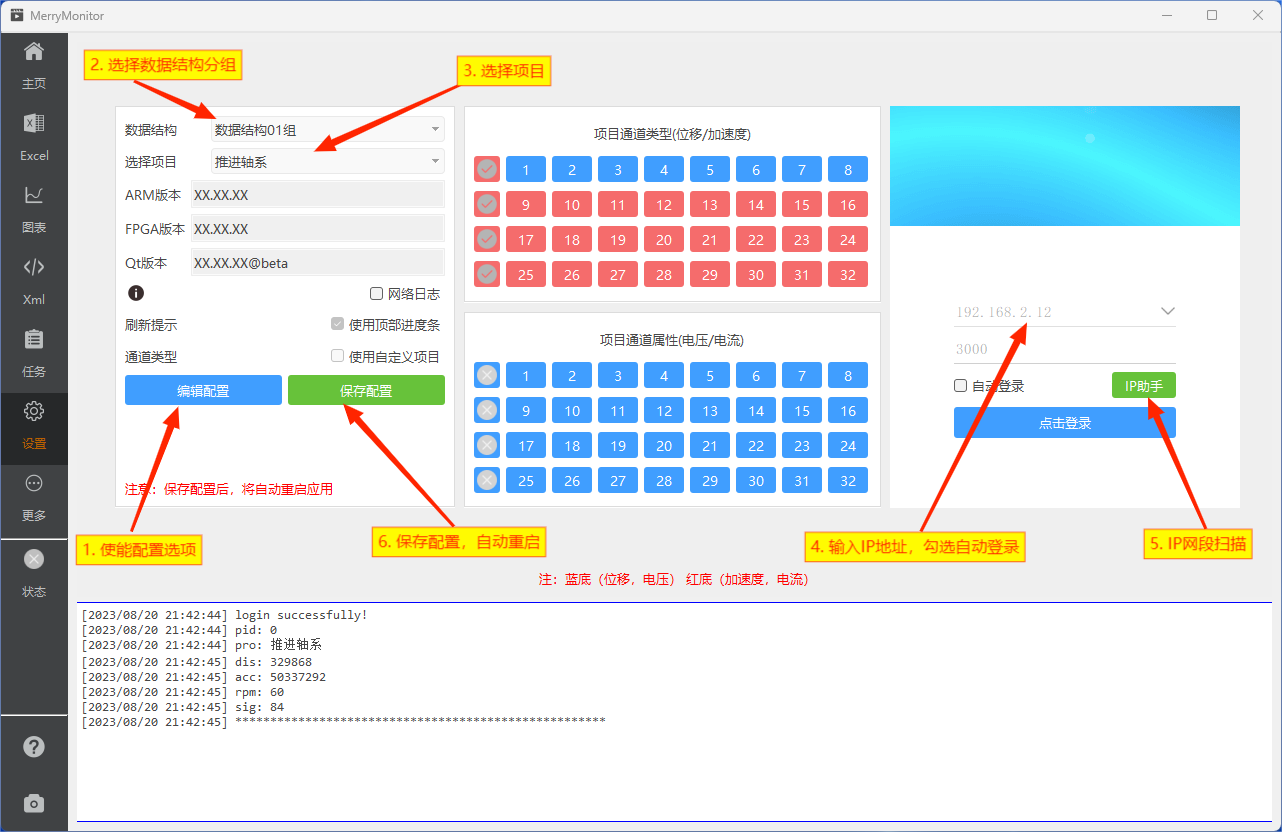 MerryMonitor
主页
Excel
图表
Xml
任务
设置
更多
状态
2. 选择数据结构分组
3. 选择项目
数据结构 数据结构01组
选择项目 推进轴系
ARM版本 XX.XX.XX
FPGA版本 XX.XX.XX
Qt版本 XX.XX.XX@beta
网络日志
刷新提示 使用顶部进度条
通道类型 使用自定义项目
编辑配置 保存配置
注意：保存配置后，将自动重启应用
项目通道类型(位移/加速度)
1 2 3 4 5 6 7 8
9 10 11 12 13 14 15 16
17 18 19 20 21 22 23 24
25 26 27 28 29 30 31 32
项目通道属性(电压/电流)
1 2 3 4 5 6 7 8
9 10 11 12 13 14 15 16
17 18 19 20 21 22 23 24
25 26 27 28 29 30 31 32
192.168.2.12
3000
自动登录 IP助手
点击登录
1. 使能配置选项
6. 保存配置，自动重启
4. 输入IP地址，勾选自动登录
5. IP网段扫描
注：蓝底（位移，电压） 红底（加速度，电流）
[2023/08/20 21:42:44] login successfully!
[2023/08/20 21:42:44] pid: 0
[2023/08/20 21:42:44] pro: 推进轴系
[2023/08/20 21:42:45] dis: 329868
[2023/08/20 21:42:45] acc: 50337292
[2023/08/20 21:42:45] rpm: 60
[2023/08/20 21:42:45] sig: 84
[2023/08/20 21:42:45] *****************************************************